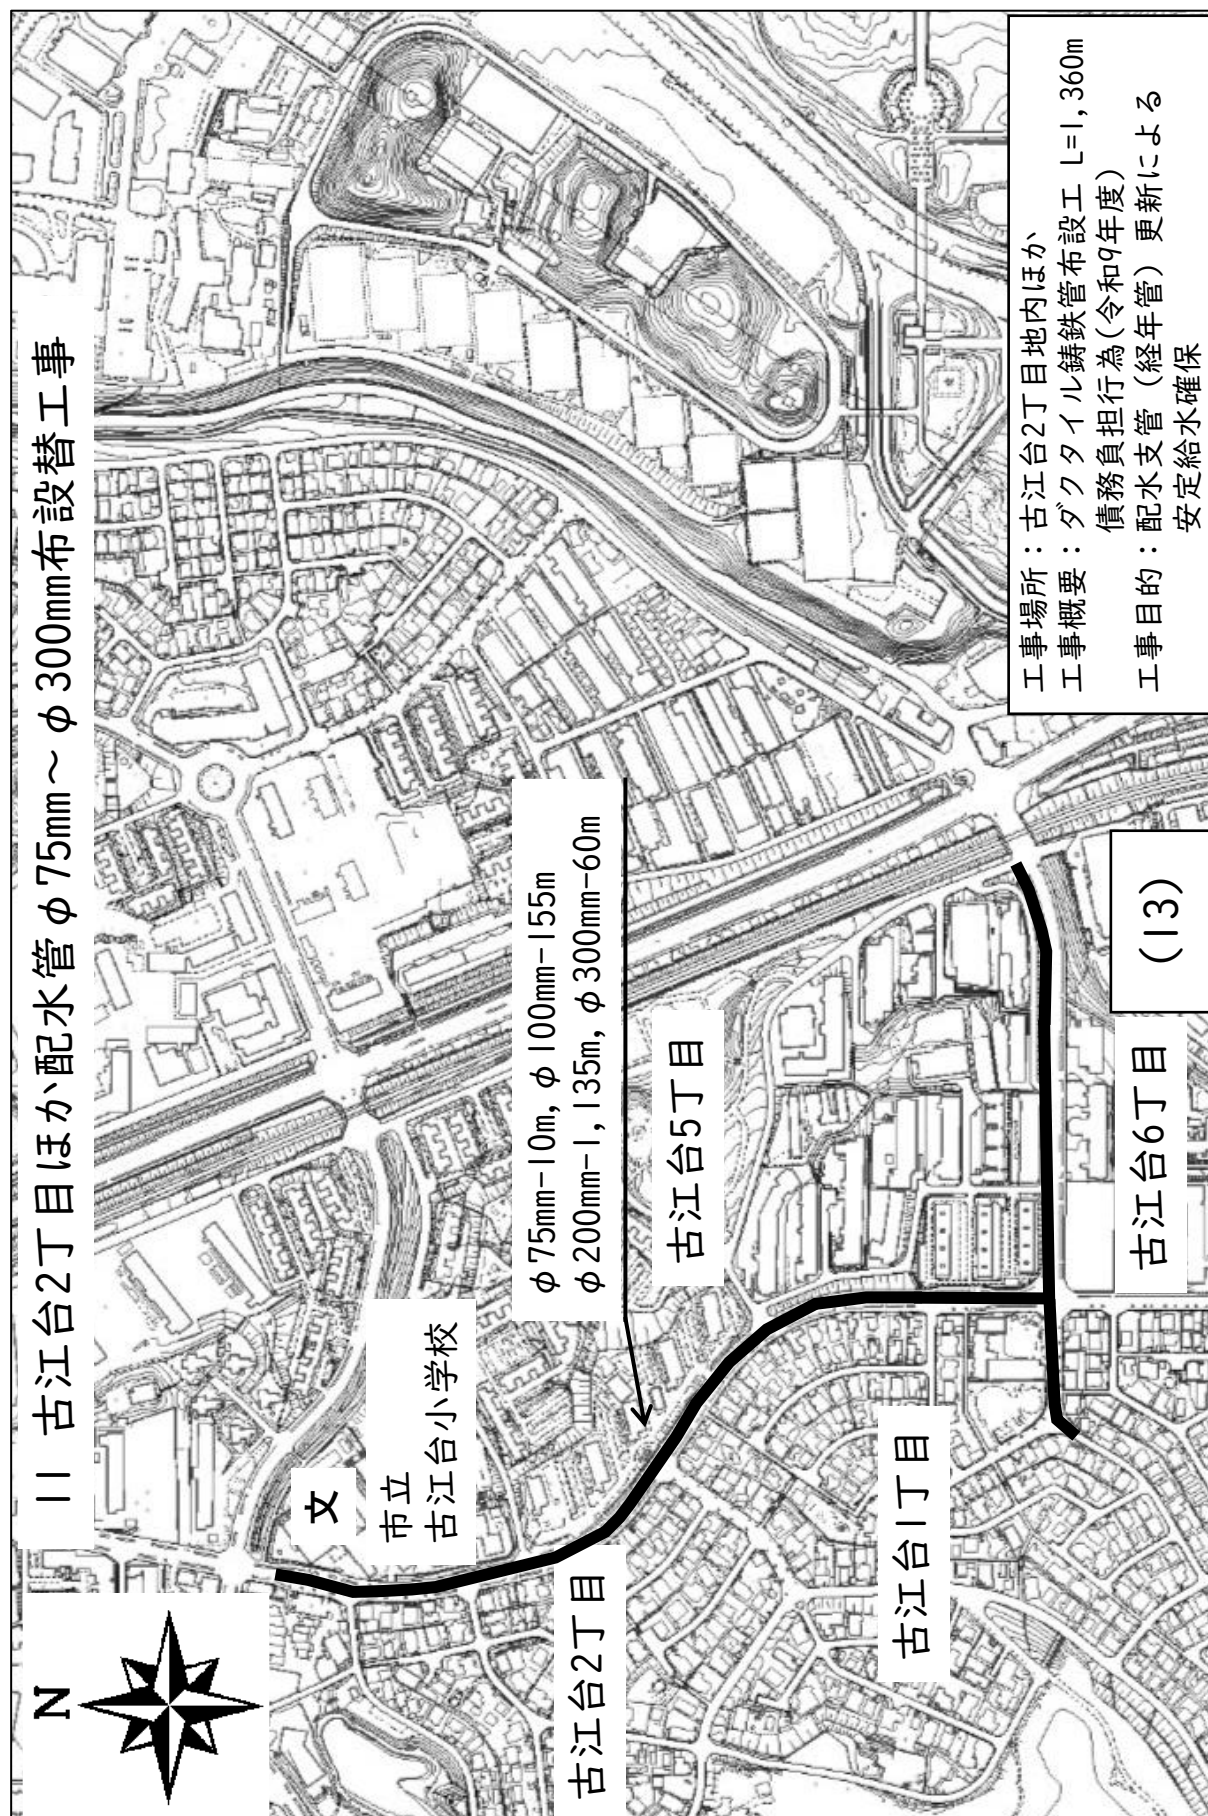 11 古江台2丁目ほか配水管φ75mm～φ300mm布設替工事
N
文
市立
古江台小学校
φ75mm-10m, φ100mm-155m
φ200mm-1,135m, φ300mm-60m
古江台2丁目
古江台5丁目
古江台1丁目
古江台6丁目
工事場所：古江台2丁目地内ほか
工事概要：ダクタイル鋳鉄管布設工 L=1,360m
債務負担行為(令和9年度)
工事目的：配水支管（経年管）更新による
安定給水確保
(13)